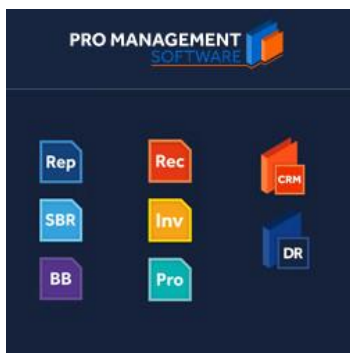 PRO MANAGEMENT
SOFTWARE
Rep
Rec
CRM
SBR
Inv
DR
BB
Pro